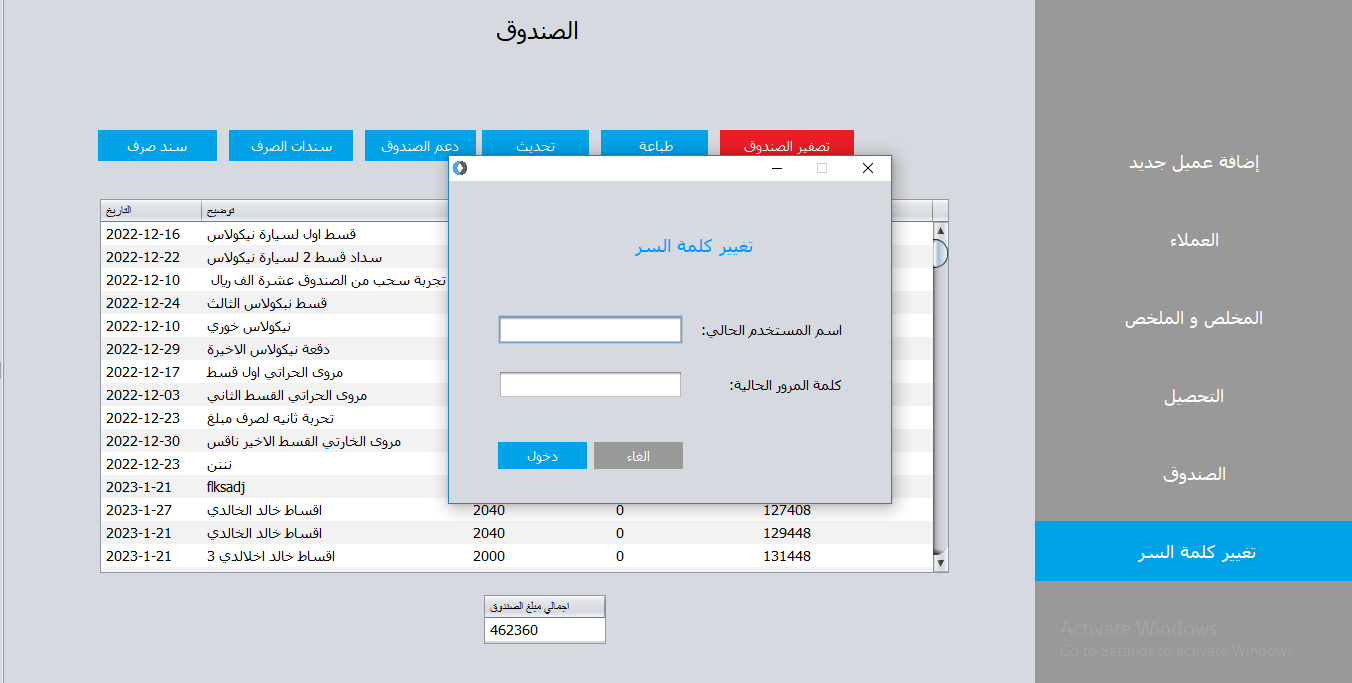 الصندوق
تصفير الصندوق
طباعة
تحديث
دعم الصندوق
سندات الصرف
سند صرف
التاريخ توضيح
2022-12-16 قسط اول لسيارة نيكولاس
2022-12-22 سداد قسط 2 لسيارة نيكولاس
2022-12-10 تجربة سحب من الصندوق عشرة الف ريال
2022-12-24 قسط نبكولاس الثالث
2022-12-10 نيكولاس خوري
2022-12-29 دقعة نيكولاس الاخيرة
2022-12-17 مروى الحراتي اول قسط
2022-12-03 مروى الحراتي القسط الثاني
2022-12-23 تحربة ثانيه لصرف مبلغ
2022-12-30 مروى الخارتي القسط الاخير ناقس
2022-12-23 نننن
2023-1-21 flksadj
2023-1-27 اقساط خالد الخالدي 2040 0 127408
2023-1-21 اقساط خالد الخالدي 2040 0 129448
2023-1-21 اقساط خالد اخلالدي 3 2000 0 131448
اجمالي مبلغ الصندوق
462360
تغيير كلمة السر
اسم المستخدم الحالي:
كلمة المرور الحالية:
دخول
الغاء
إضافة عميل جديد
العملاء
المخلص و الملخص
التحصيل
الصندوق
تغيير كلمة السر
Activate Windows
Go to Settings to activate Windows.